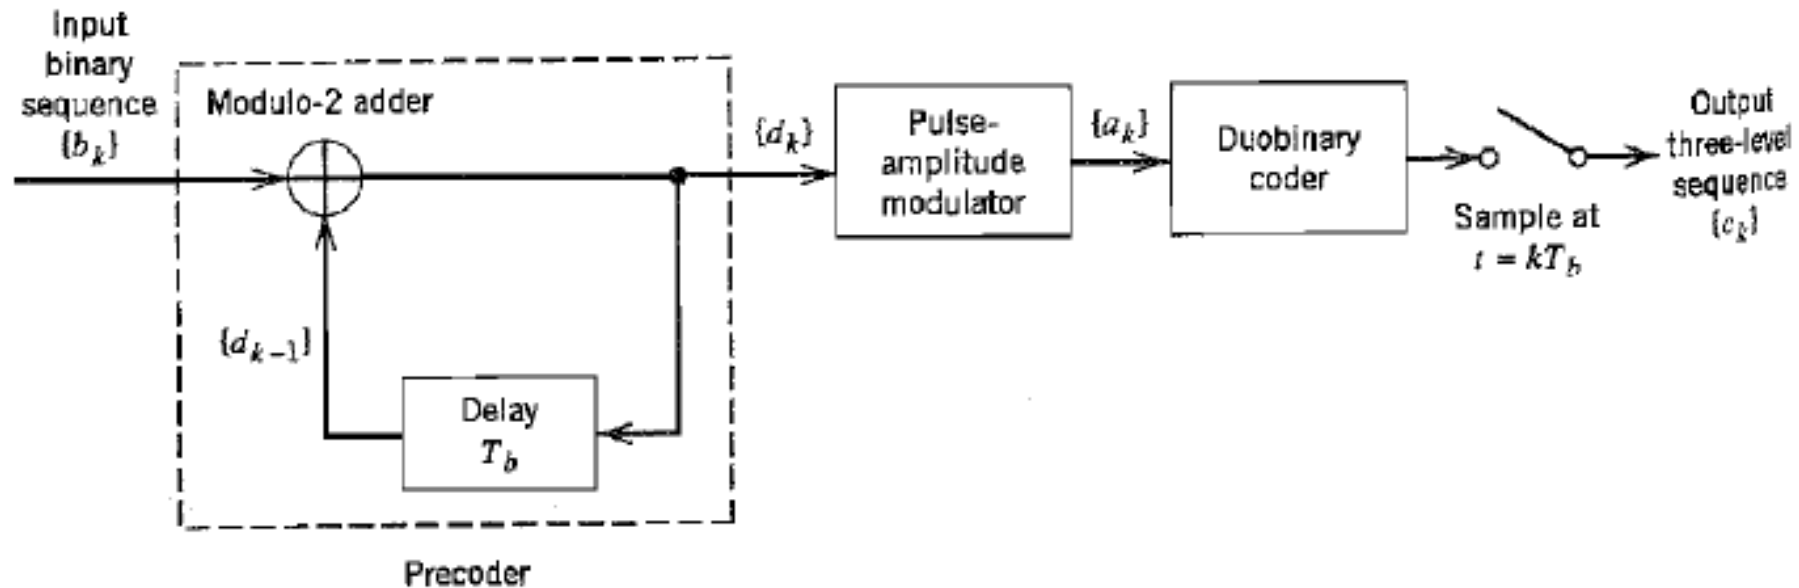 Input
binary
sequence
{b_k}
Modulo-2 adder
{d_k}
Pulse-
amplitude
modulator
{a_k}
Duobinary
coder
Output
three-level
sequence
{c_k}
Sample at
t = kT_b
{d_{k-1}}
Delay
T_b
Precoder